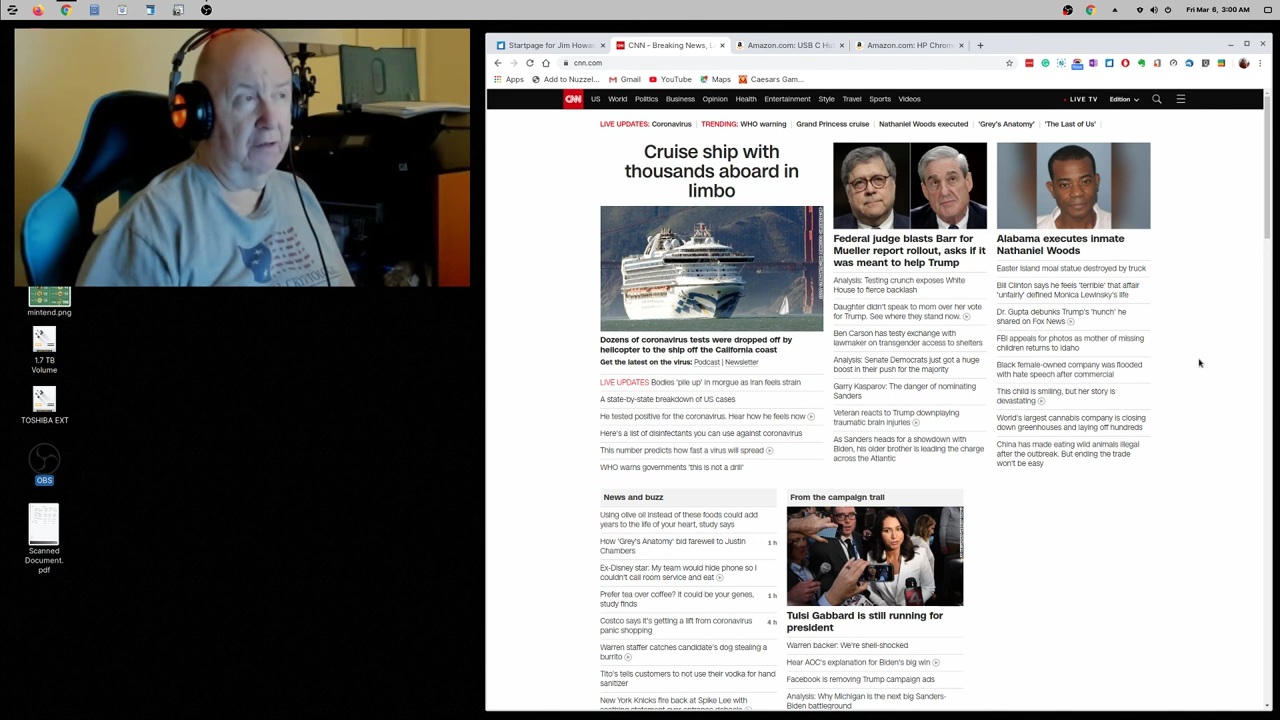 Fri Mar 6, 3:00 AM
mintend.png
1.7 TB
Volume
TOSHIBA EXT
OBS
Scanned
Document.
pdf
Startpage for Jim Howar
CNN - Breaking News, L
Amazon.com: USB C Hu
Amazon.com: HP Chrom
cnn.com
Apps
Add to Nuzzel...
Gmail
YouTube
Maps
Caesars Gam...
CNN
US
World
Politics
Business
Opinion
Health
Entertainment
Style
Travel
Sports
Videos
LIVE TV
Edition
LIVE UPDATES: Coronavirus
TRENDING: WHO warning
Grand Princess cruise
Nathaniel Woods executed
'Grey's Anatomy'
'The Last of Us'
Cruise ship with
thousands aboard in
limbo
Dozens of coronavirus tests were dropped off by
helicopter to the ship off the California coast
Get the latest on the virus: Podcast | Newsletter
LIVE UPDATES Bodies 'pile up' in morgue as Iran feels strain
A state-by-state breakdown of US cases
He tested positive for the coronavirus. Hear how he feels now
Here's a list of disinfectants you can use against coronavirus
This number predicts how fast a virus will spread
WHO warns governments 'this is not a drill'
Federal judge blasts Barr for
Mueller report rollout, asks if it
was meant to help Trump
Analysis: Testing crunch exposes White
House to fierce backlash
Daughter didn't speak to mom over her vote
for Trump. See where they stand now.
Ben Carson has testy exchange with
lawmaker on transgender access to shelters
Analysis: Senate Democrats just got a huge
boost in their push for the majority
Garry Kasparov: The danger of nominating
Sanders
Veteran reacts to Trump downplaying
traumatic brain injuries
As Sanders heads for a showdown with
Biden, his older brother is leading the charge
across the Atlantic
Alabama executes inmate
Nathaniel Woods
Easter Island moai statue destroyed by truck
Bill Clinton says he feels 'terrible' that affair
'unfairly' defined Monica Lewinsky's life
Dr. Gupta debunks Trump's 'hunch' he
shared on Fox News
FBI appeals for photos as mother of missing
children returns to Idaho
Black female-owned company was flooded
with hate speech after commercial
This child is smiling, but her story is
devastating
World's largest cannabis company is closing
down greenhouses and laying off hundreds
China has made eating wild animals illegal
after the outbreak. But ending the trade
won't be easy
News and buzz
Using olive oil instead of these foods could add
years to the life of your heart, study says
How 'Grey's Anatomy' bid farewell to Justin
Chambers
1 h
Ex-Disney star: My team would hide phone so I
couldn't call room service and eat
Prefer tea over coffee? It could be your genes,
study finds
1 h
Costco says it's getting a lift from coronavirus
panic shopping
4 h
Warren staffer catches candidate's dog stealing a
burrito
Tito's tells customers to not use their vodka for hand
sanitizer
New York Knicks fire back at Spike Lee with
From the campaign trail
Tulsi Gabbard is still running for
president
Warren backer: We're shell-shocked
Hear AOC's explanation for Biden's big win
Facebook is removing Trump campaign ads
Analysis: Why Michigan is the next big Sanders-
Biden battleground